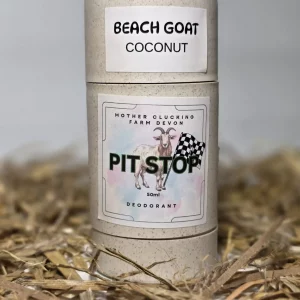 BEACH GOAT
COCONUT
MOTHER CLUCKING
FARM DEVON
PIT STOP
50ml
DEODORANT